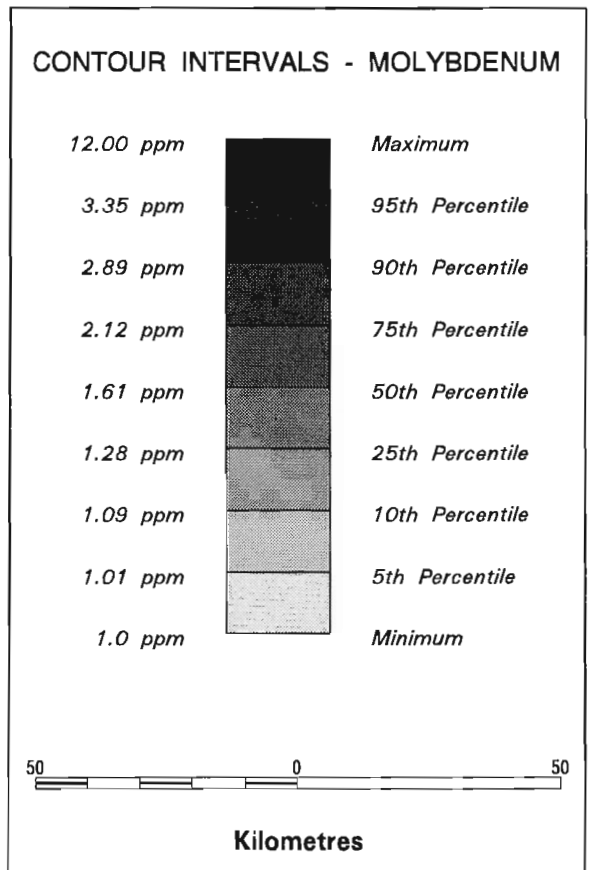 CONTOUR INTERVALS - MOLYBDENUM
12.00 ppm Maximum
3.35 ppm 95th Percentile
2.89 ppm 90th Percentile
2.12 ppm 75th Percentile
1.61 ppm 50th Percentile
1.28 ppm 25th Percentile
1.09 ppm 10th Percentile
1.01 ppm 5th Percentile
1.0 ppm Minimum
50 0 50
Kilometres